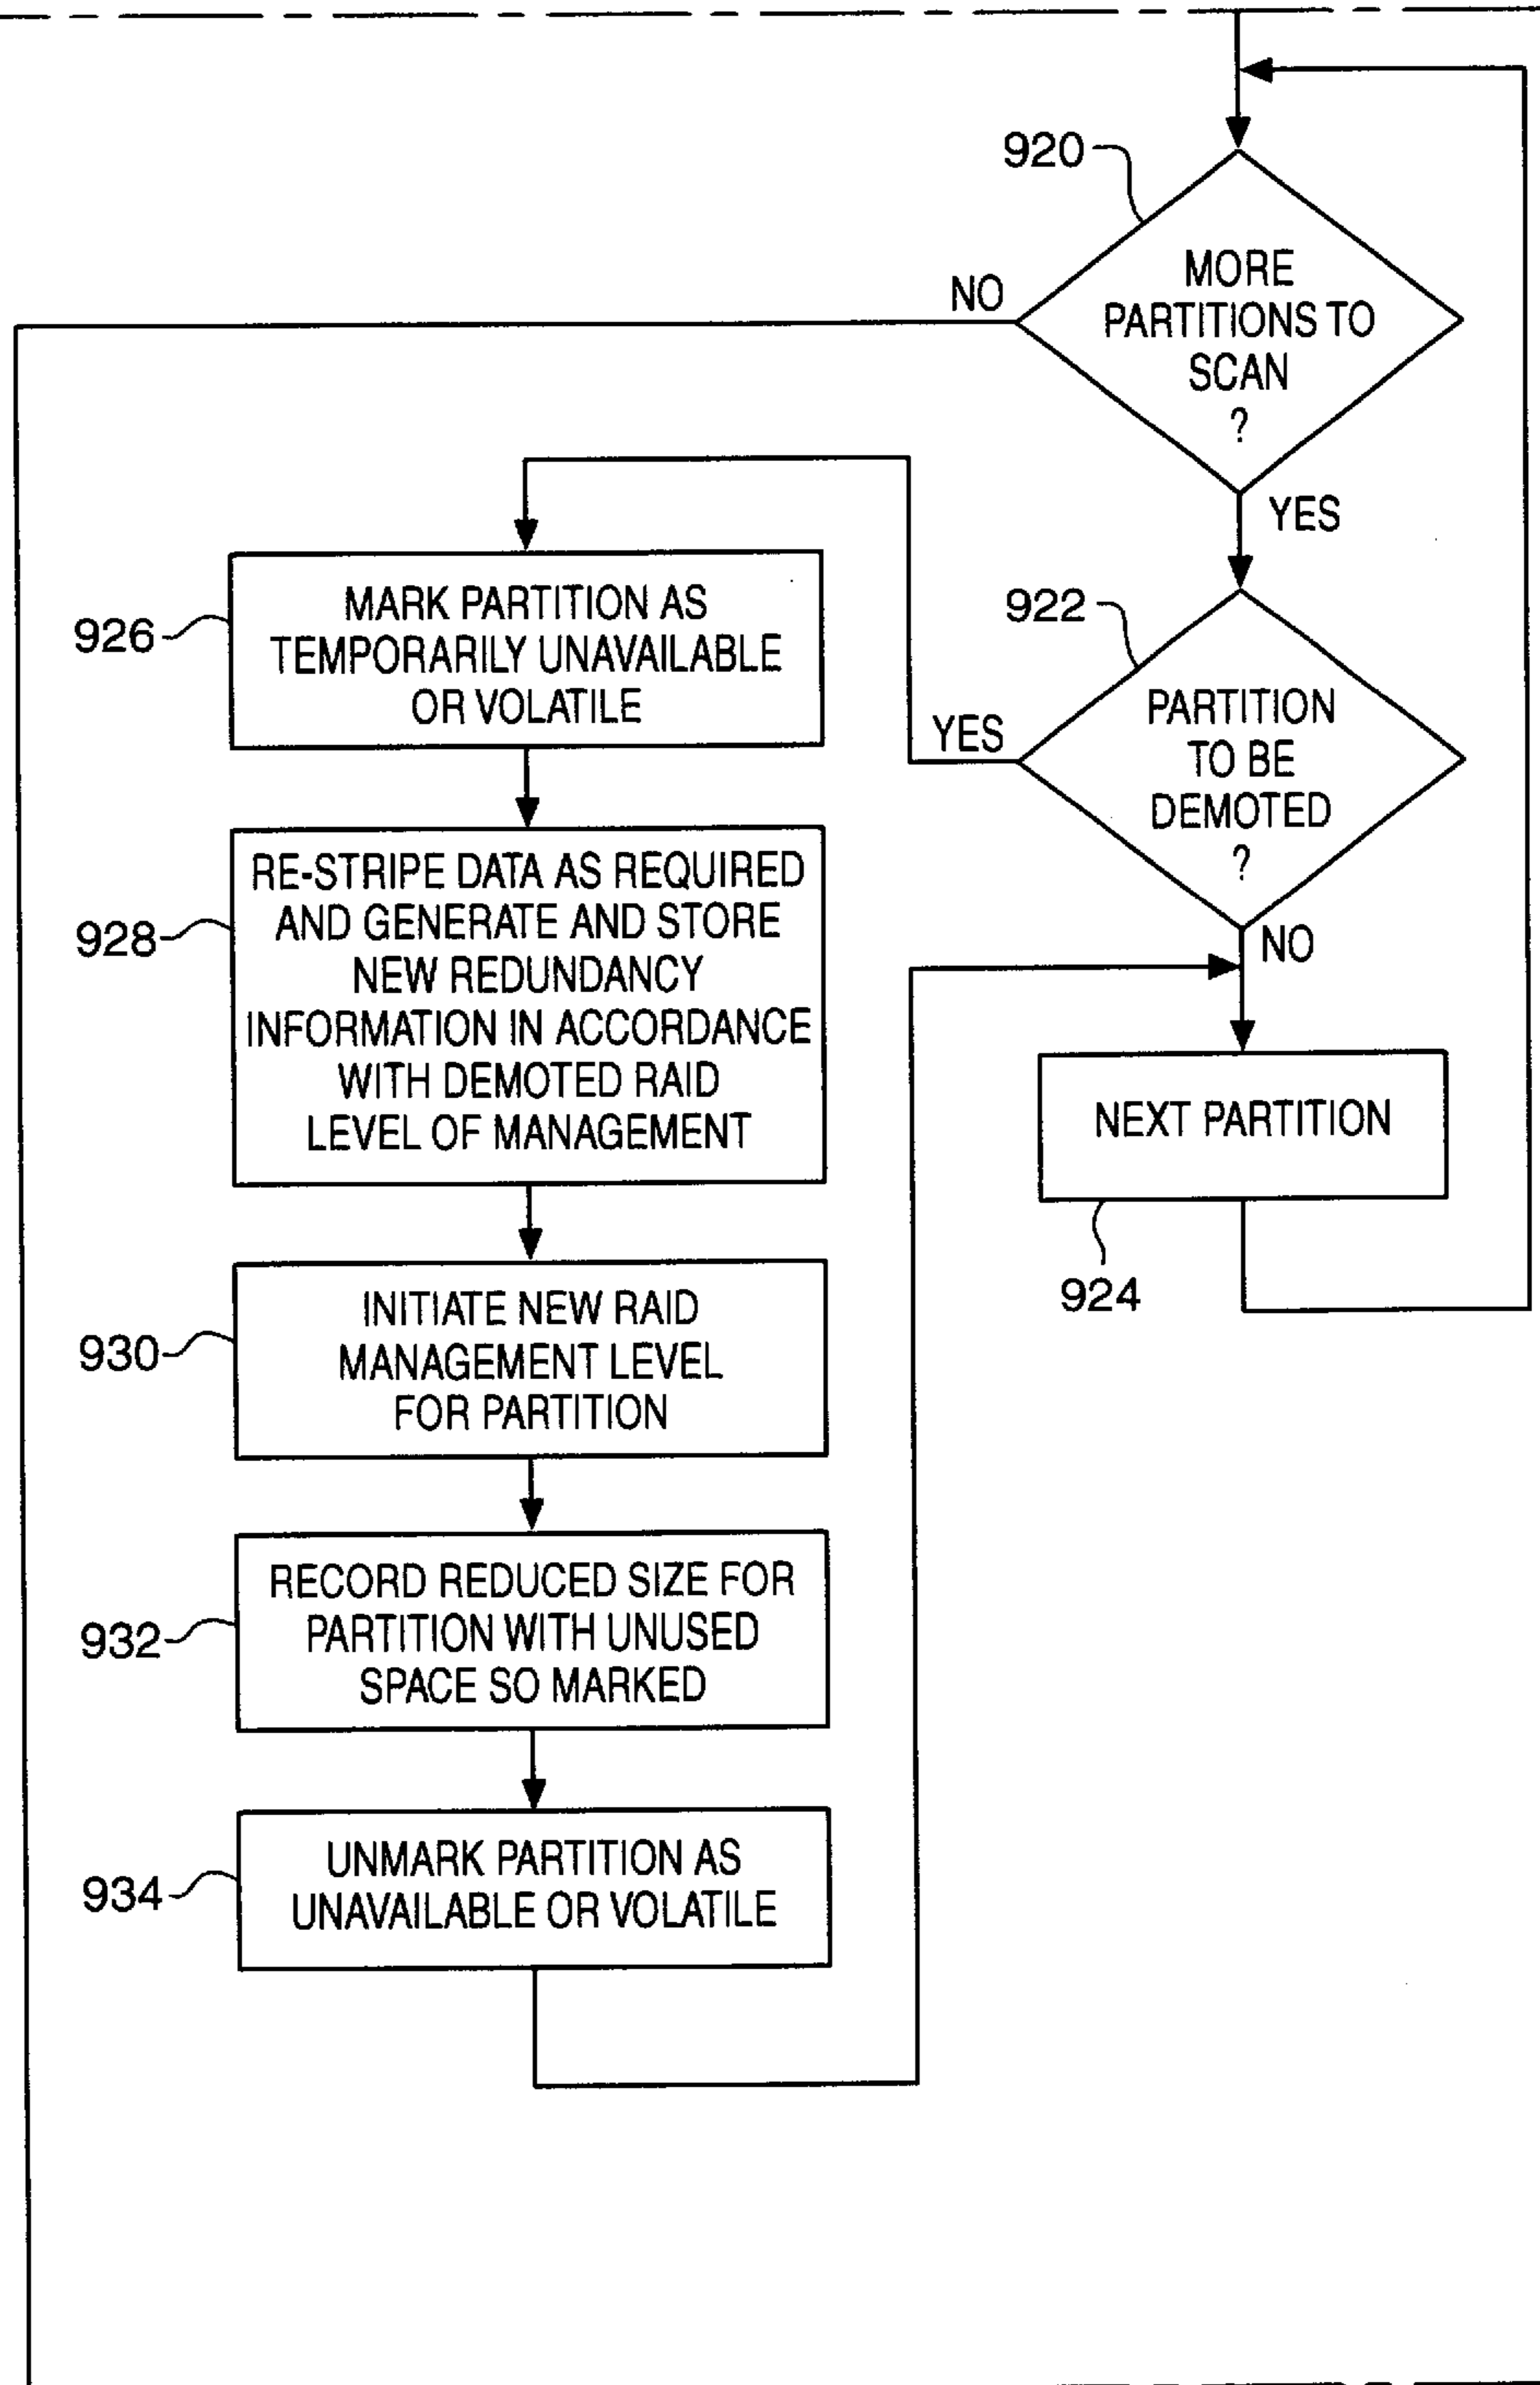 920
MORE
PARTITIONS TO
SCAN
?
NO
YES
922
PARTITION
TO BE
DEMOTED
?
YES
NO
926
MARK PARTITION AS
TEMPORARILY UNAVAILABLE
OR VOLATILE
928
RE-STRIPE DATA AS REQUIRED
AND GENERATE AND STORE
NEW REDUNDANCY
INFORMATION IN ACCORDANCE
WITH DEMOTED RAID
LEVEL OF MANAGEMENT
NEXT PARTITION
924
930
INITIATE NEW RAID
MANAGEMENT LEVEL
FOR PARTITION
932
RECORD REDUCED SIZE FOR
PARTITION WITH UNUSED
SPACE SO MARKED
934
UNMARK PARTITION AS
UNAVAILABLE OR VOLATILE